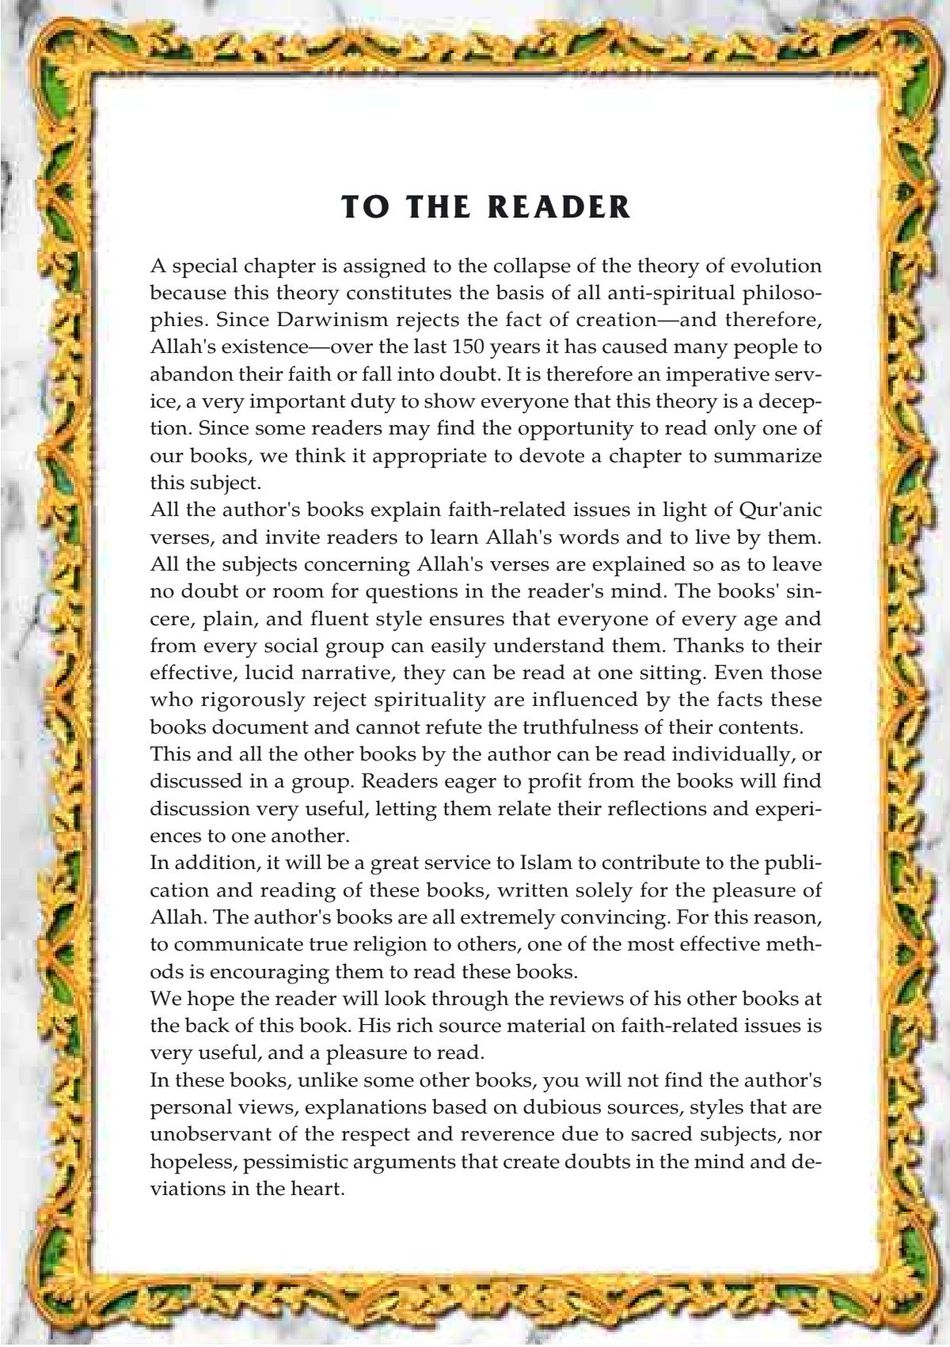 TO THE READER
A special chapter is assigned to the collapse of the theory of evolution
because this theory constitutes the basis of all anti-spiritual philoso-
phies. Since Darwinism rejects the fact of creation—and therefore,
Allah's existence—over the last 150 years it has caused many people to
abandon their faith or fall into doubt. It is therefore an imperative serv-
ice, a very important duty to show everyone that this theory is a decep-
tion. Since some readers may find the opportunity to read only one of
our books, we think it appropriate to devote a chapter to summarize
this subject.
All the author's books explain faith-related issues in light of Qur'anic
verses, and invite readers to learn Allah's words and to live by them.
All the subjects concerning Allah's verses are explained so as to leave
no doubt or room for questions in the reader's mind. The books' sin-
cere, plain, and fluent style ensures that everyone of every age and
from every social group can easily understand them. Thanks to their
effective, lucid narrative, they can be read at one sitting. Even those
who rigorously reject spirituality are influenced by the facts these
books document and cannot refute the truthfulness of their contents.
This and all the other books by the author can be read individually, or
discussed in a group. Readers eager to profit from the books will find
discussion very useful, letting them relate their reflections and experi-
ences to one another.
In addition, it will be a great service to Islam to contribute to the publi-
cation and reading of these books, written solely for the pleasure of
Allah. The author's books are all extremely convincing. For this reason,
to communicate true religion to others, one of the most effective meth-
ods is encouraging them to read these books.
We hope the reader will look through the reviews of his other books at
the back of this book. His rich source material on faith-related issues is
very useful, and a pleasure to read.
In these books, unlike some other books, you will not find the author's
personal views, explanations based on dubious sources, styles that are
unobservant of the respect and reverence due to sacred subjects, nor
hopeless, pessimistic arguments that create doubts in the mind and de-
viations in the heart.